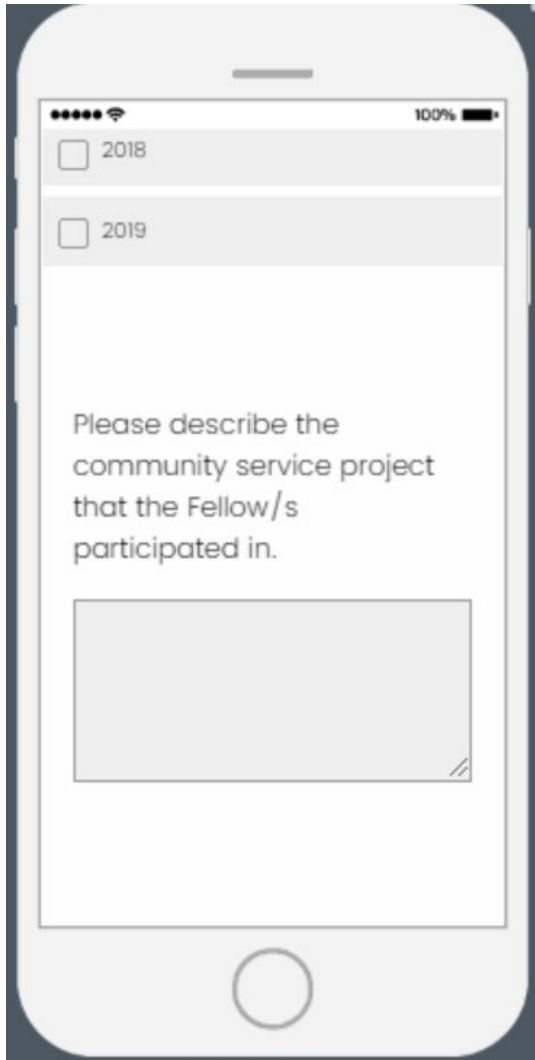 100%
2018
2019
Please describe the
community service project
that the Fellow/s
participated in.